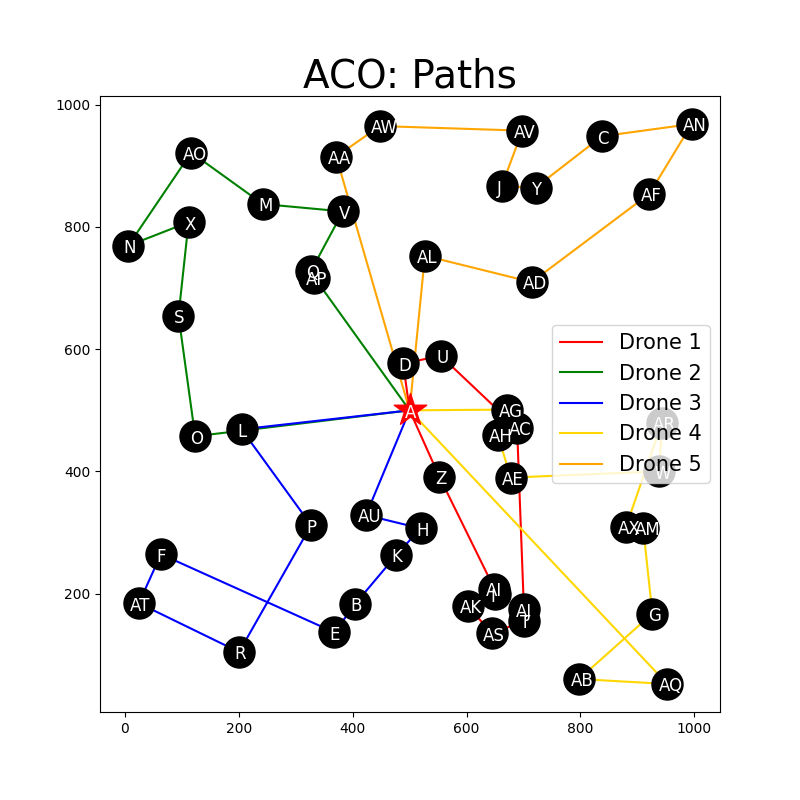 ACO: Paths
1000
800
600
400
200
0
200
400
600
800
1000
AW
AV
C
AN
AO
AA
J
Y
AF
M
V
X
N
AL
Q
AP
AD
S
D
U
Drone 1
Drone 2
Drone 3
Drone 4
Drone 5
A
AG
AR
L
O
AH
AC
Z
AE
W
AU
H
P
AX
AM
K
F
AI
I
AT
B
AK
AJ
T
G
E
AS
R
AB
AQ